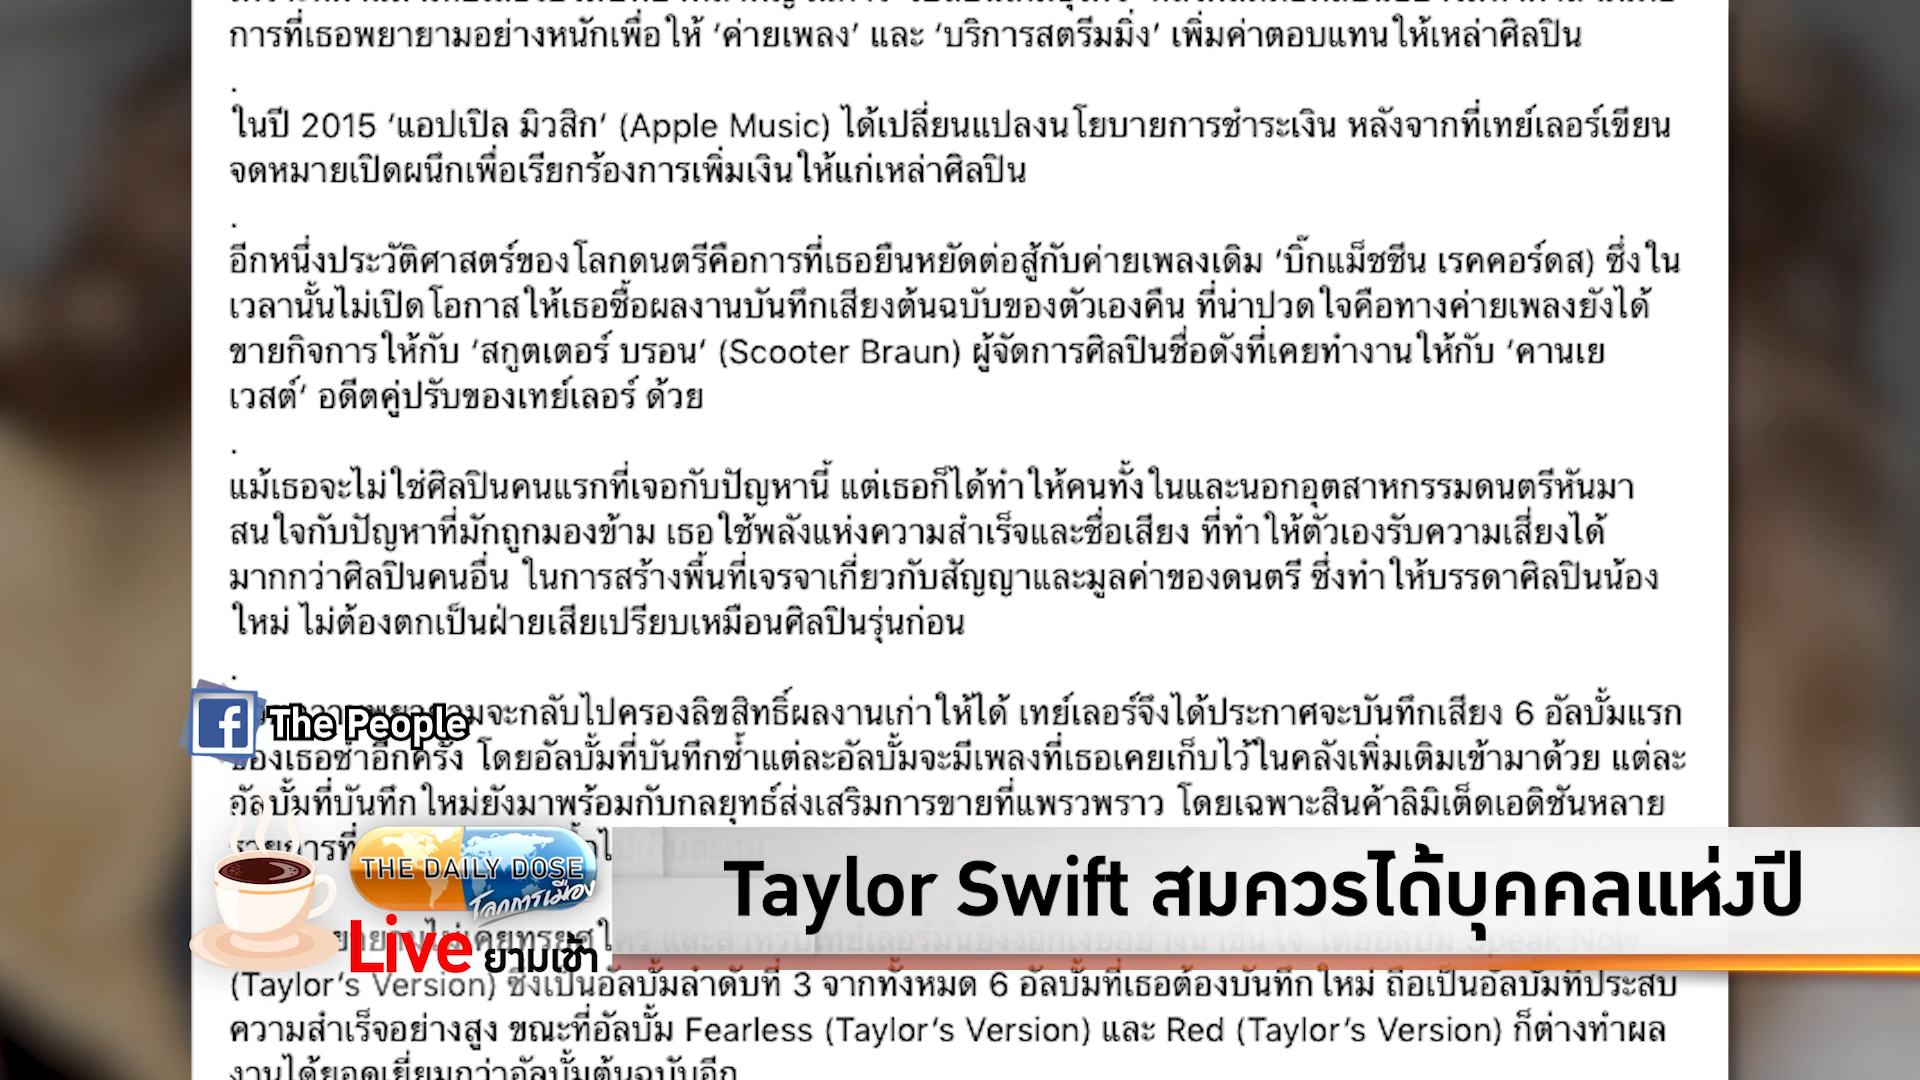 การที่เธอพยายามอย่างหนักเพื่อให้ ‘ค่ายเพลง’ และ ‘บริการสตรีมมิ่ง’ เพิ่มค่าตอบแทนให้เหล่าศิลปิน
.
ในปี 2015 ‘แอปเปิล มิวสิก’ (Apple Music) ได้เปลี่ยนแปลงนโยบายการชำระเงิน หลังจากที่เทย์เลอร์เขียน
จดหมายเปิดผนึกเพื่อเรียกร้องการเพิ่มเงินให้แก่เหล่าศิลปิน
.
อีกหนึ่งประวัติศาสตร์ของโลกดนตรีคือการที่เธอยืนหยัดต่อสู้กับค่ายเพลงเดิม ‘บิ๊กแม็ชชีน เรคคอร์ดส) ซึ่งใน
เวลานั้นไม่เปิดโอกาสให้เธอซื้อผลงานบันทึกเสียงต้นฉบับของตัวเองคืน ที่น่าปวดใจคือทางค่ายเพลงยังได้
ขายกิจการให้กับ ‘สกูตเตอร์ บรอน’ (Scooter Braun) ผู้จัดการศิลปินชื่อดังที่เคยทำงานให้กับ ‘คานเย
เวสต์’ อดีตคู่ปรับของเทย์เลอร์ ด้วย
.
แม้เธอจะไม่ใช่ศิลปินคนแรกที่เจอกับปัญหานี้ แต่เธอก็ได้ทำให้คนทั้งในและนอกอุตสาหกรรมดนตรีหันมา
สนใจกับปัญหาที่มักถูกมองข้าม เธอใช้พลังแห่งความสำเร็จและชื่อเสียง ที่ทำให้ตัวเองรับความเสี่ยงได้
มากกว่าศิลปินคนอื่น ในการสร้างพื้นที่เจรจาเกี่ยวกับสัญญาและมูลค่าของดนตรี ซึ่งทำให้บรรดาศิลปินน้อง
ใหม่ ไม่ต้องตกเป็นฝ่ายเสียเปรียบเหมือนศิลปินรุ่นก่อน
.
จะกลับไปครองลิขสิทธิ์ผลงานเก่าให้ได้ เทย์เลอร์จึงได้ประกาศจะบันทึกเสียง 6 อัลบั้มแรก
The People
ของเธอซ้ำอีกครั้ง โดยอัลบั้มที่บันทึกซ้ำแต่ละอัลบั้มจะมีเพลงที่เธอเคยเก็บไว้ในคลังเพิ่มเติมเข้ามาด้วย แต่ละ
อัลบั้มที่บันทึกใหม่ยังมาพร้อมกับกลยุทธ์ส่งเสริมการขายที่แพรวพราว โดยเฉพาะสินค้าลิมิเต็ดเอดิชันหลาย
THE DAILY DOSE
โลกการเมือง
Live ยามเช้า
Taylor Swift สมควรได้บุคคลแห่งปี
(Taylor’s Version) ซึ่งเป็นอัลบั้มลำดับที่ 3 จากทั้งหมด 6 อัลบั้มที่เธอต้องบันทึกใหม่ ถือเป็นอัลบั้มที่ประสบ
ความสำเร็จอย่างสูง ขณะที่อัลบั้ม Fearless (Taylor’s Version) และ Red (Taylor’s Version) ก็ต่างทำผล
งานได้ยอดเยี่ยมกว่าอัลบั้มต้นฉบับอีก